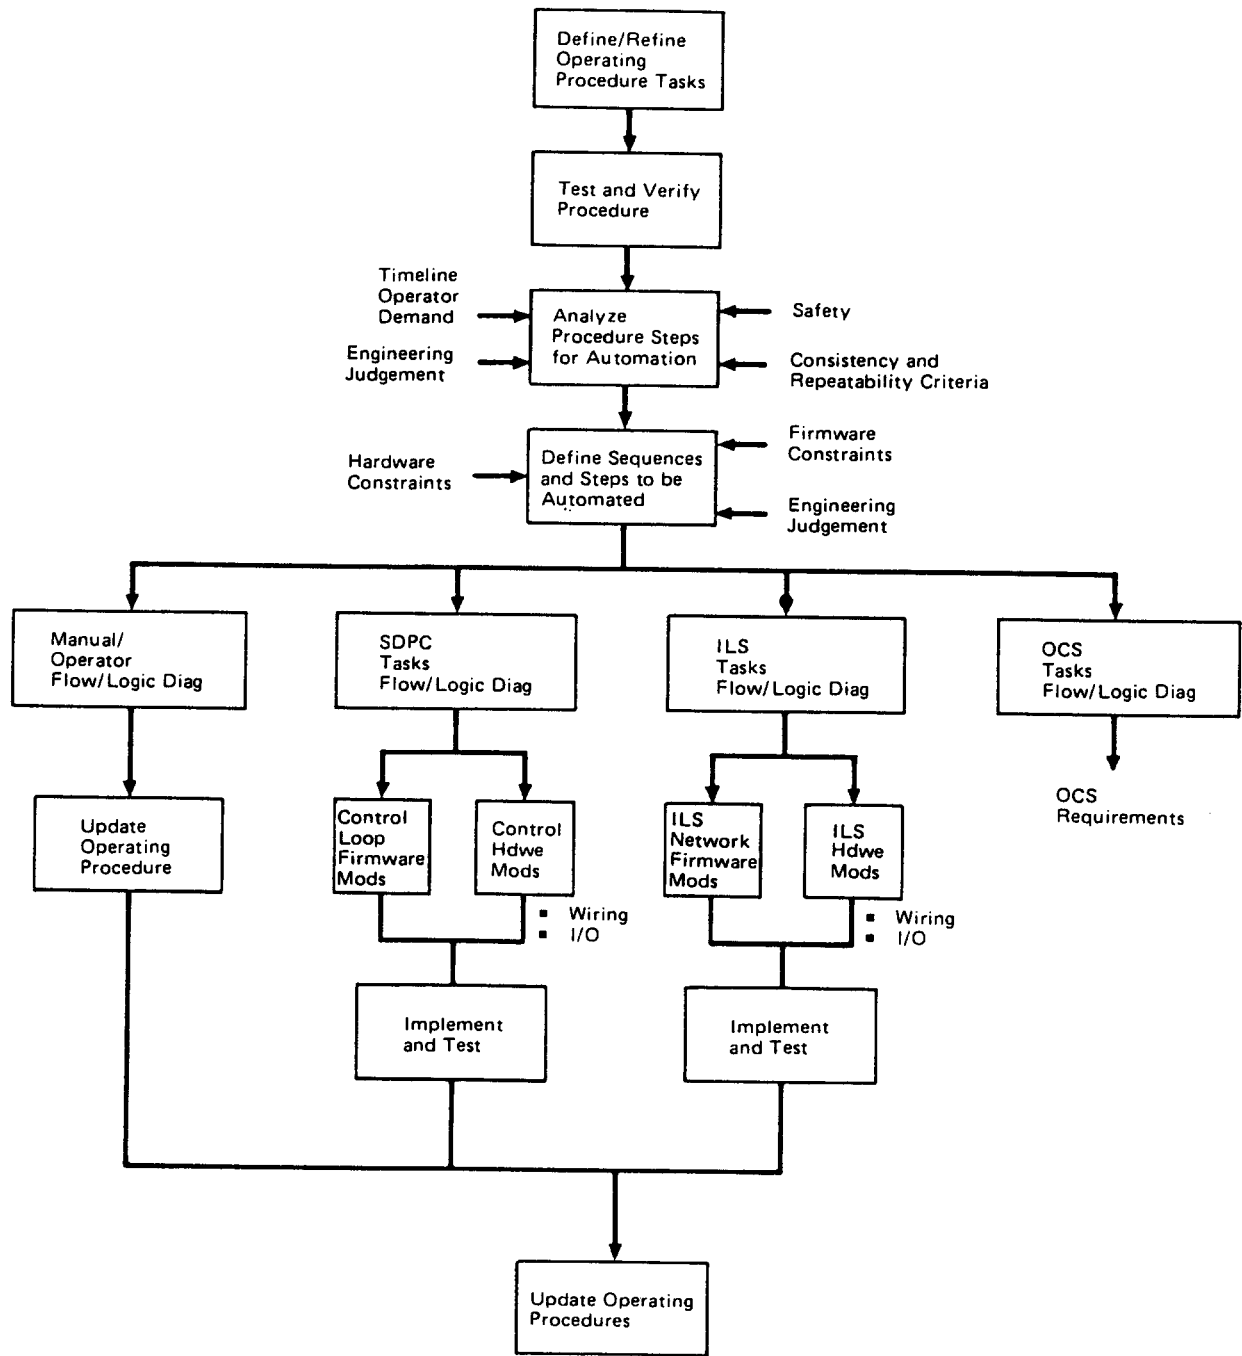 Define/Refine
Operating
Procedure Tasks
Test and Verify
Procedure
Timeline
Operator
Demand
Engineering
Judgement
Analyze
Procedure Steps
for Automation
Safety
Consistency and
Repeatability Criteria
Hardware
Constraints
Define Sequences
and Steps to be
Automated
Firmware
Constraints
Engineering
Judgement
Manual/
Operator
Flow/Logic Diag
SDPC
Tasks
Flow/Logic Diag
ILS
Tasks
Flow/Logic Diag
OCS
Tasks
Flow/Logic Diag
Update
Operating
Procedure
Control
Loop
Firmware
Mods
Control
Hdwe
Mods
■ Wiring
■ I/O
ILS
Network
Firmware
Mods
ILS
Hdwe
Mods
■ Wiring
■ I/O
OCS
Requirements
Implement
and Test
Implement
and Test
Update Operating
Procedures